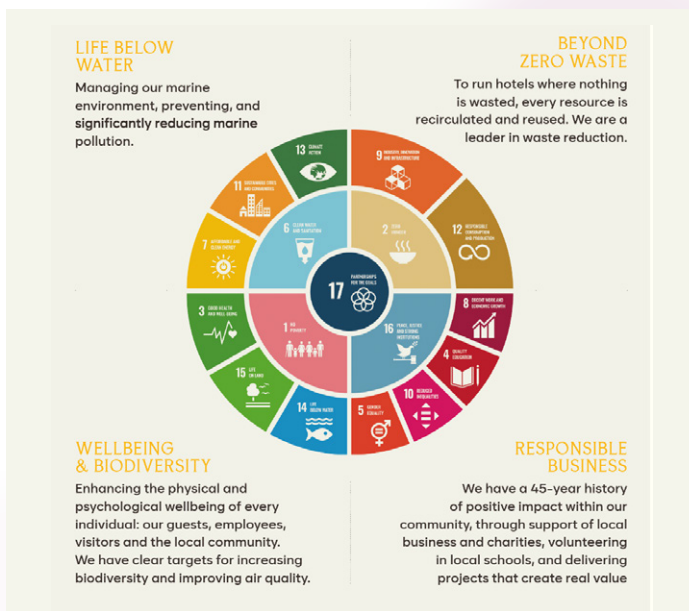 LIFE BELOW
WATER
Managing our marine
environment, preventing, and
significantly reducing marine
pollution.
BEYOND
ZERO WASTE
To run hotels where nothing
is wasted, every resource is
recirculated and reused. We are a
leader in waste reduction.
13 CLIMATE
ACTION
9 INDUSTRY, INNOVATION
AND INFRASTRUCTURE
11 SUSTAINABLE CITIES
AND COMMUNITIES
6 CLEAN WATER
AND SANITATION
2 ZERO
HUNGER
12 RESPONSIBLE
CONSUMPTION
AND PRODUCTION
7 AFFORDABLE AND
CLEAN ENERGY
17 PARTNERSHIPS
FOR THE GOALS
3 GOOD HEALTH
AND WELL-BEING
1 NO
POVERTY
16 PEACE, JUSTICE
AND STRONG
INSTITUTIONS
8 DECENT WORK AND
ECONOMIC GROWTH
4 QUALITY
EDUCATION
15 LIFE
ON LAND
14 LIFE
BELOW WATER
5 GENDER
EQUALITY
10 REDUCED
INEQUALITIES
WELLBEING
& BIODIVERSITY
Enhancing the physical and
psychological wellbeing of every
individual: our guests, employees,
visitors and the local community.
We have clear targets for increasing
biodiversity and improving air quality.
RESPONSIBLE
BUSINESS
We have a 45-year history
of positive impact within our
community, through support of local
business and charities, volunteering
in local schools, and delivering
projects that create real value